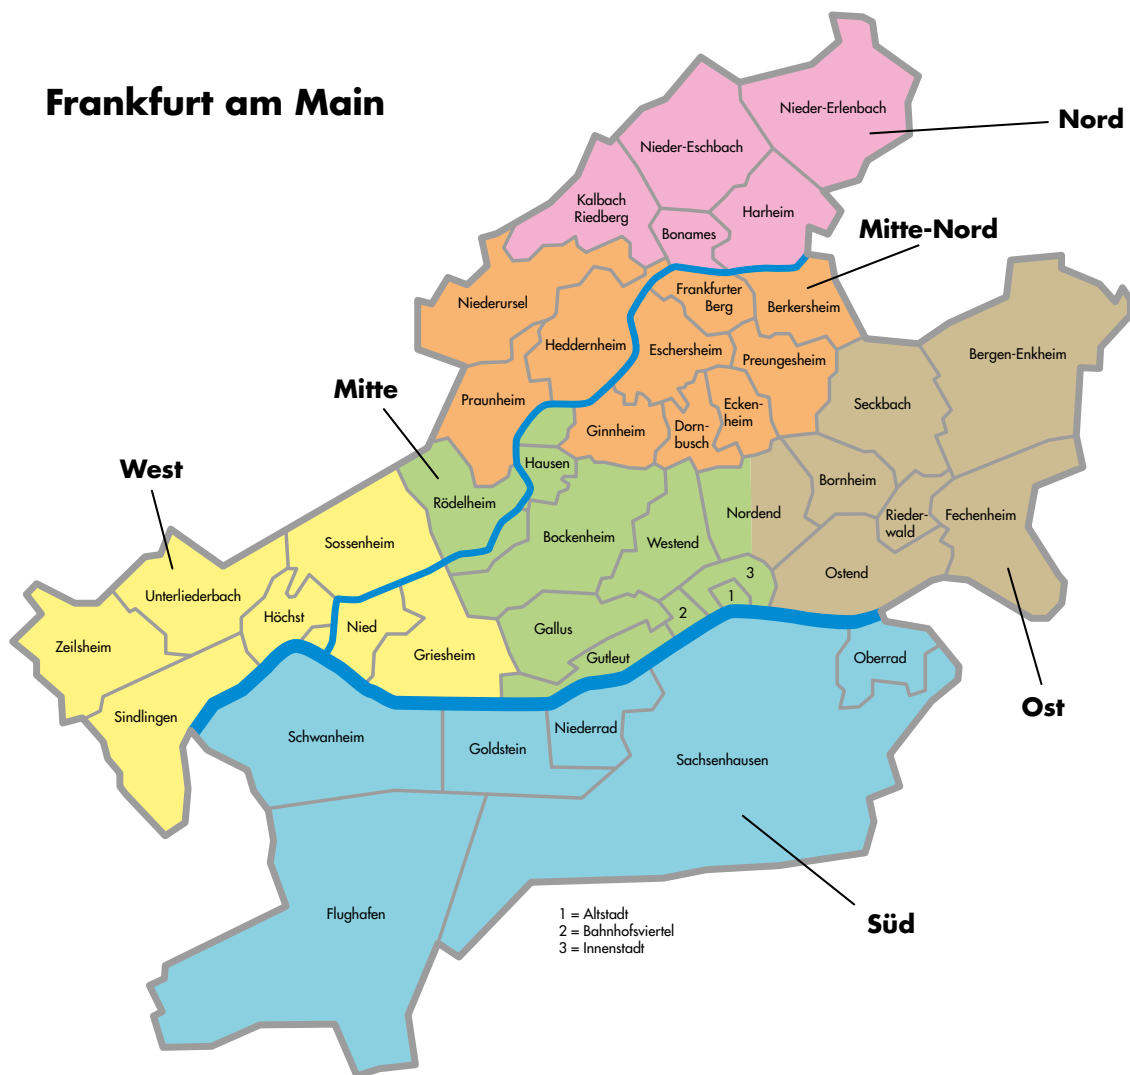 Frankfurt am Main
Nieder-Erlenbach
Nord
Nieder-Eschbach
Kalbach
Riedberg
Harheim
Bonames
Mitte-Nord
Niederursel
Frankfurter
Berg
Berkersheim
Heddernheim
Eschersheim
Preungesheim
Bergen-Enkheim
Mitte
Praunheim
Seckbach
Ecken-
heim
Ginnheim
Dorn-
busch
West
Hausen
Rödelheim
Bornheim
Nordend
Rieder-
wald
Fechenheim
Sossenheim
Bockenheim
Westend
Unterliederbach
Ostend
3
1
2
Höchst
Nied
Gallus
Zeilsheim
Griesheim
Gutleut
Oberrad
Ost
Sindlingen
Schwanheim
Goldstein
Niederrad
Sachsenhausen
Flughafen
Süd
1 = Altstadt
2 = Bahnhofsviertel
3 = Innenstadt